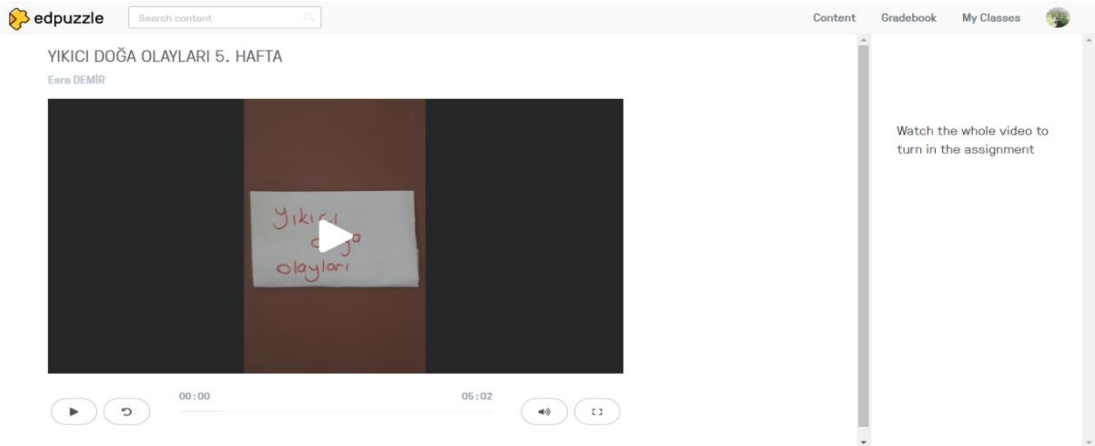 edpuzzle
Search content
Content
Gradebook
My Classes
YIKICI DOĞA OLAYLARI 5. HAFTA
Esra DEMİR
Watch the whole video to
turn in the assignment
yıkıcı
olayları
00:00
05:02